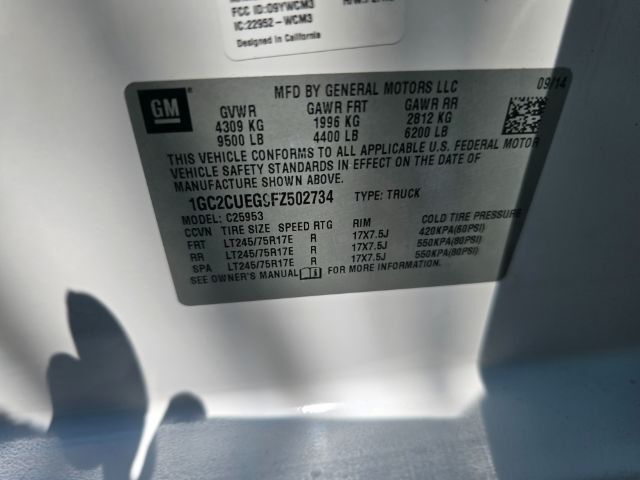 FCC ID:O9YWCM3
IC:22952-WCM3
Designed in California
GM
MFD BY GENERAL MOTORS LLC 09/14
GVWR GAWR FRT GAWR RR
4309 KG 1996 KG 2812 KG
9500 LB 4400 LB 6200 LB
THIS VEHICLE CONFORMS TO ALL APPLICABLE U.S. FEDERAL MOTOR
VEHICLE SAFETY STANDARDS IN EFFECT ON THE DATE OF
MANUFACTURE SHOWN ABOVE.
1GC2CUEG9FZ502734 TYPE: TRUCK
MODEL: C25953
CCVN TIRE SIZE SPEED RTG RIM COLD TIRE PRESSURE
FRT LT245/75R17E R 17X7.5J 420KPA(60PSI)
RR LT245/75R17E R 17X7.5J 550KPA(80PSI)
SPA LT245/75R17E R 17X7.5J 550KPA(80PSI)
SEE OWNER'S MANUAL FOR MORE INFORMATION.